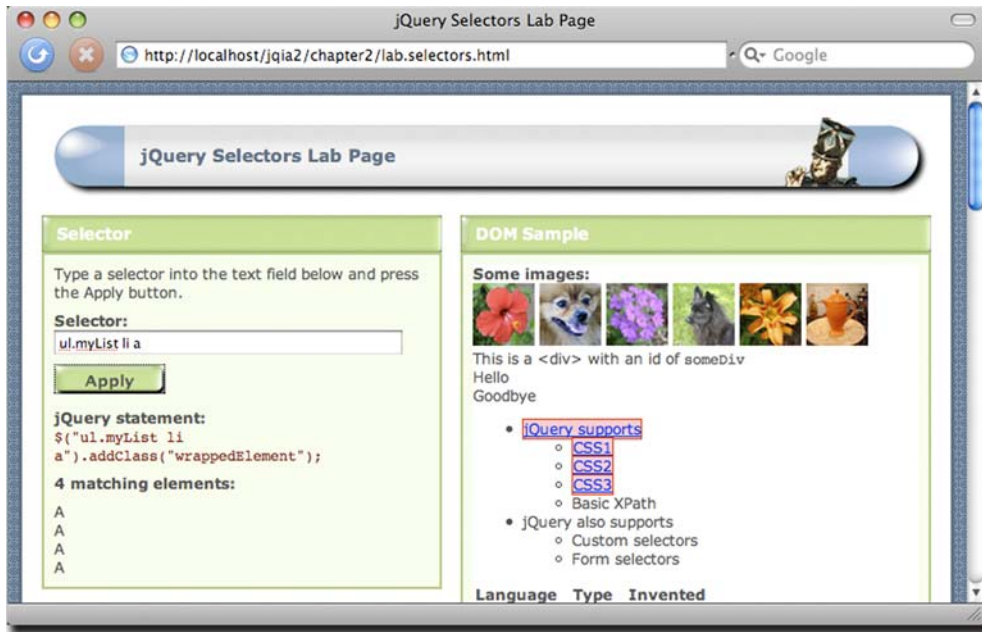 jQuery Selectors Lab Page
http://localhost/jqia2/chapter2/lab.selectors.html
Google
jQuery Selectors Lab Page
Selector
Type a selector into the text field below and press
the Apply button.
Selector:
ul.myList li a
Apply
jQuery statement:
$("ul.myList li
a").addClass("wrappedElement");
4 matching elements:
A
A
A
A
DOM Sample
Some images:
This is a <div> with an id of someDiv
Hello
Goodbye
jQuery supports
CSS1
CSS2
CSS3
Basic XPath
jQuery also supports
Custom selectors
Form selectors
Language Type Invented